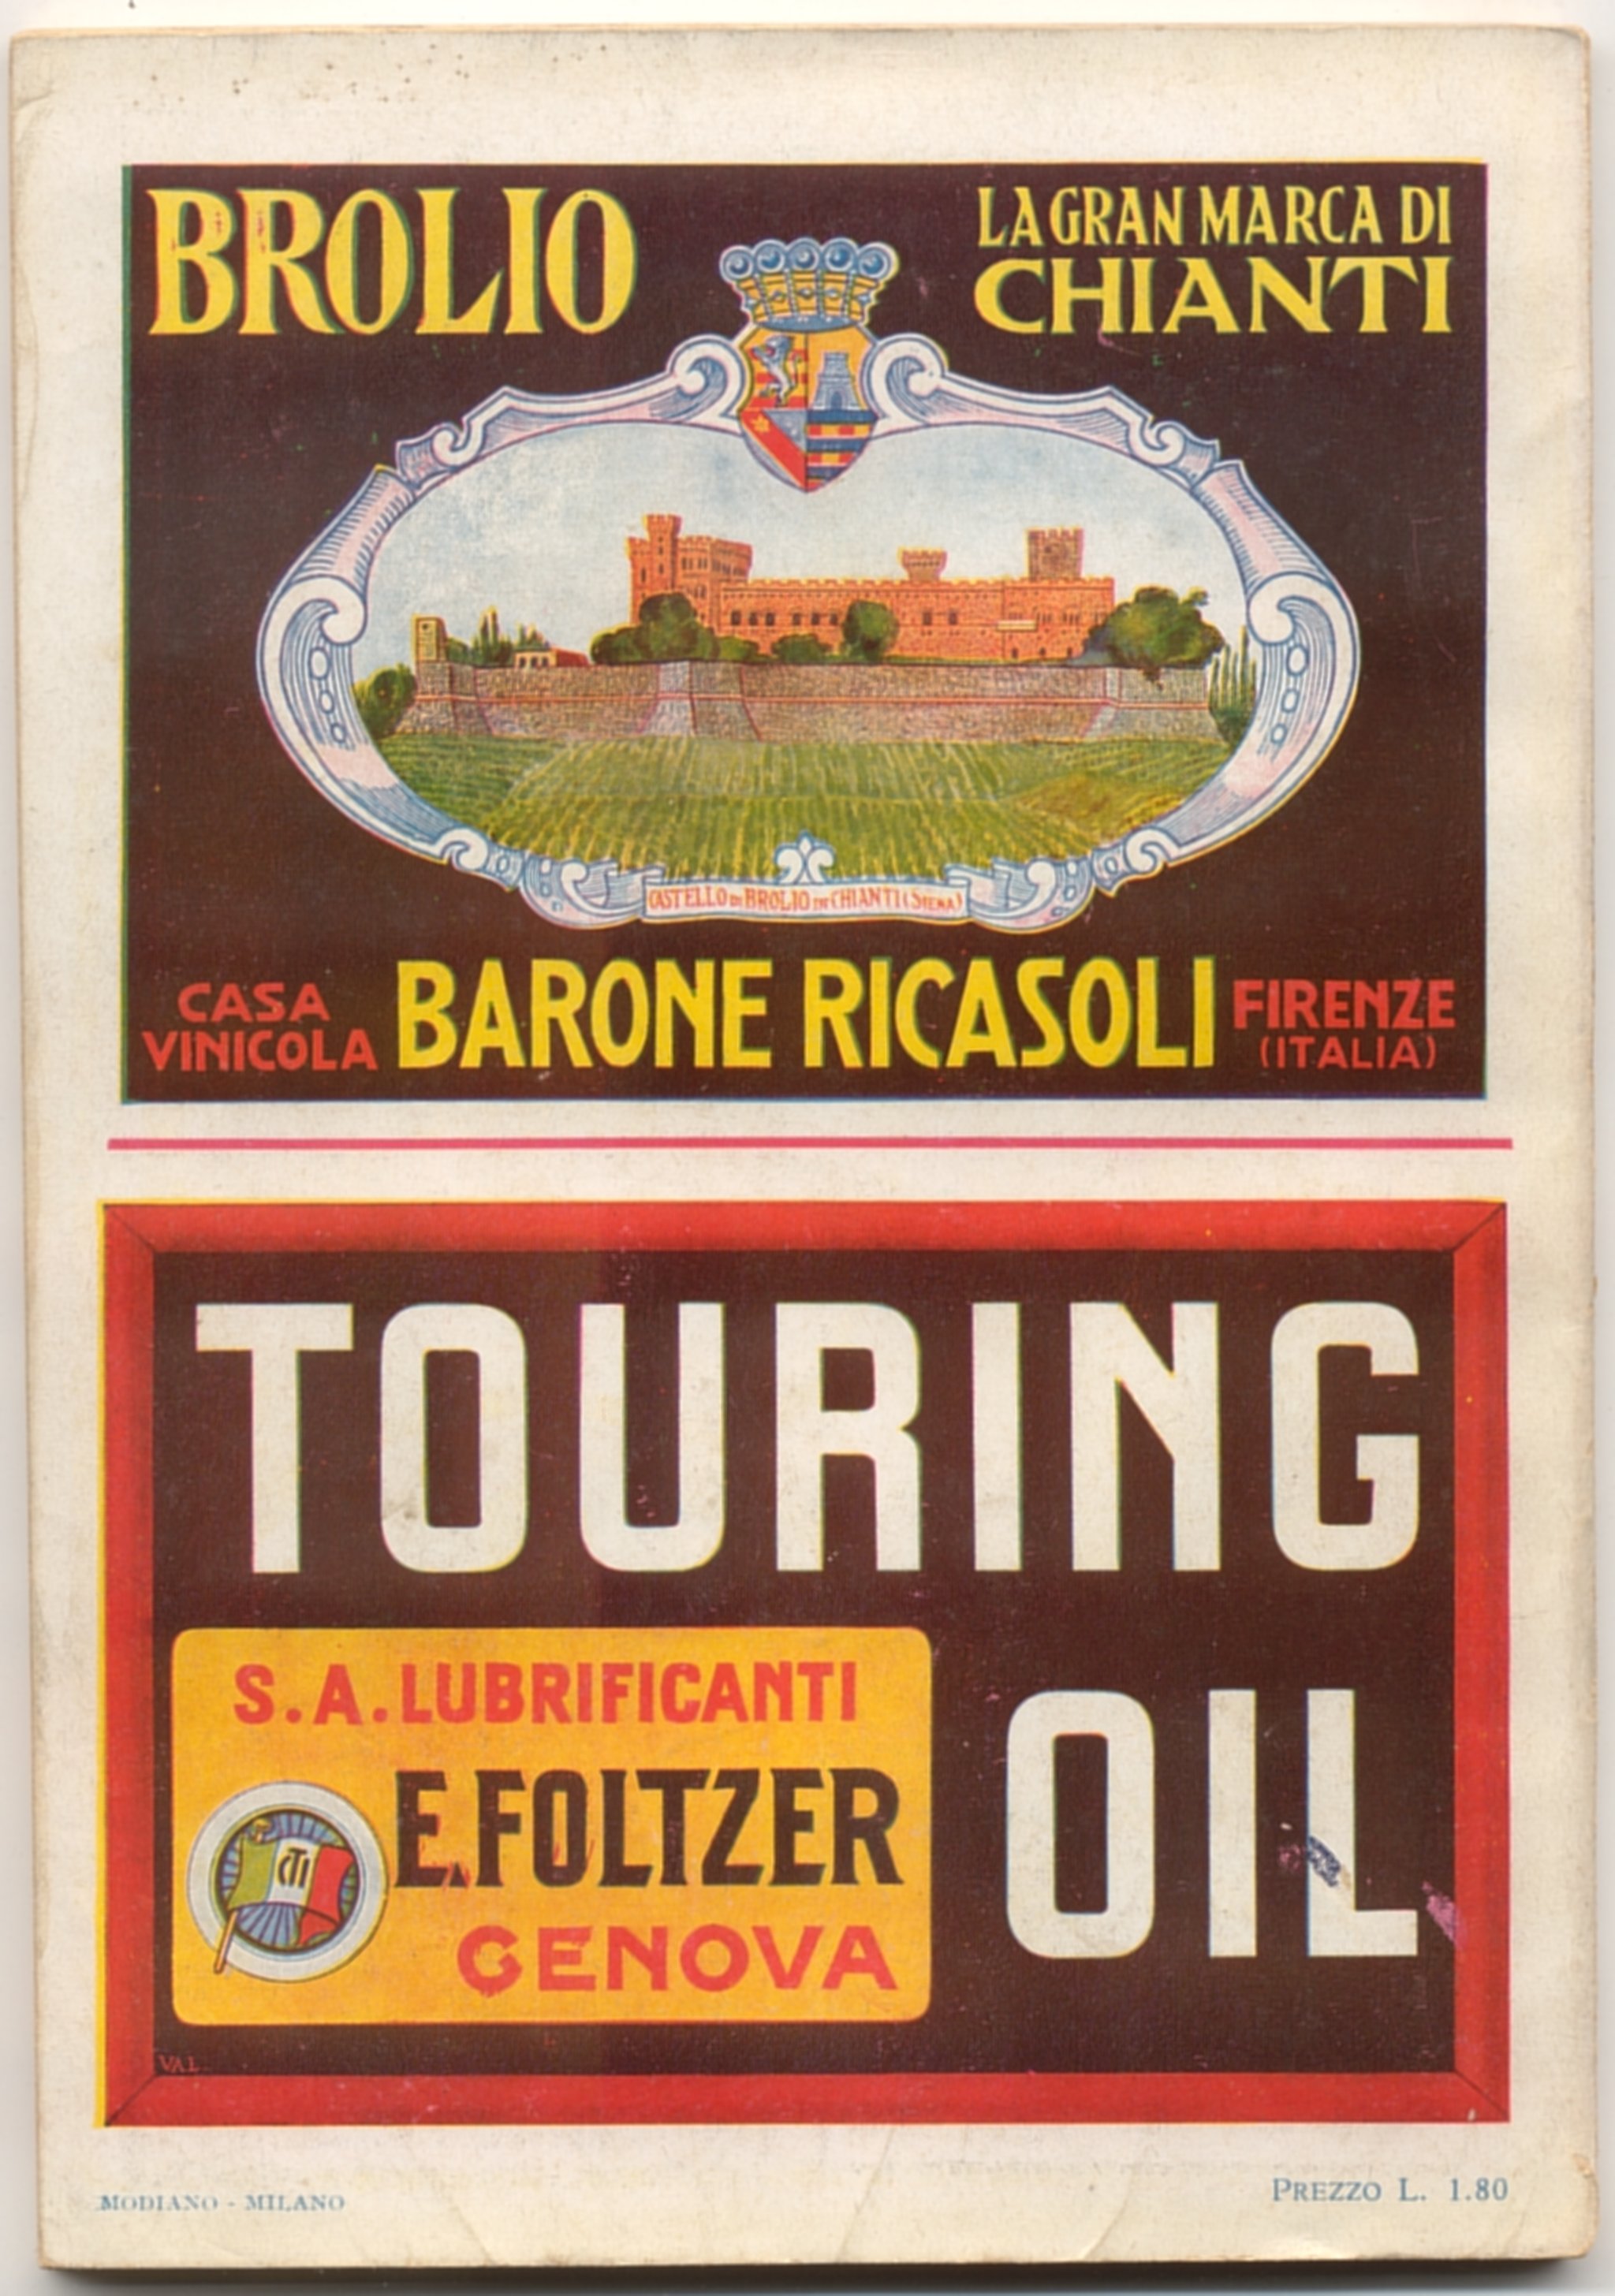 BROLIO
LA GRAN MARCA DI
CHIANTI
CASTELLO DI BROLIO IN CHIANTI (SIENA)
CASA
VINICOLA
BARONE RICASOLI
FIRENZE
(ITALIA)
TOURING
S.A. LUBRIFICANTI
E. FOLTZER
GENOVA
CTI
OIL
VAL
MODIANO - MILANO
PREZZO L. 1.80